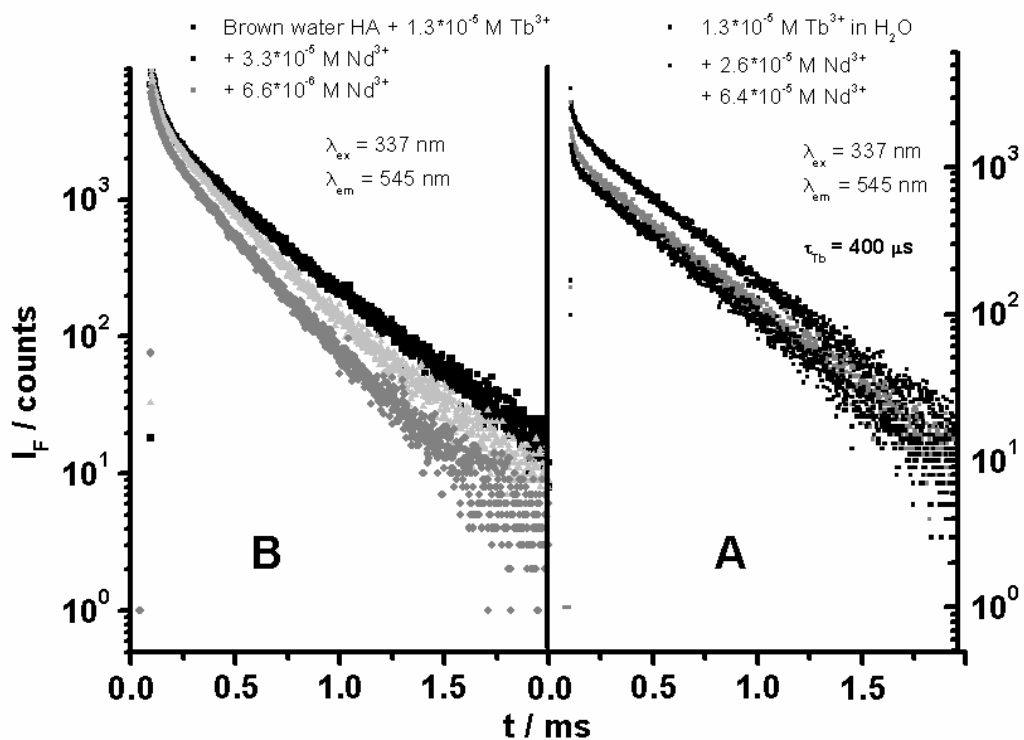 Brown water HA + 1.3*10⁻⁵ M Tb³⁺
+ 3.3*10⁻⁵ M Nd³⁺
+ 6.6*10⁻⁶ M Nd³⁺
λex = 337 nm
λem = 545 nm
1.3*10⁻⁵ M Tb³⁺ in H₂O
+ 2.6*10⁻⁵ M Nd³⁺
+ 6.4*10⁻⁵ M Nd³⁺
λex = 337 nm
λem = 545 nm
τTb = 400 μs
I_F / counts
10³
10²
10¹
10⁰
B
A
10³
10²
10¹
10⁰
0.0 0.5 1.0 1.5 0.0 0.5 1.0 1.5
t / ms